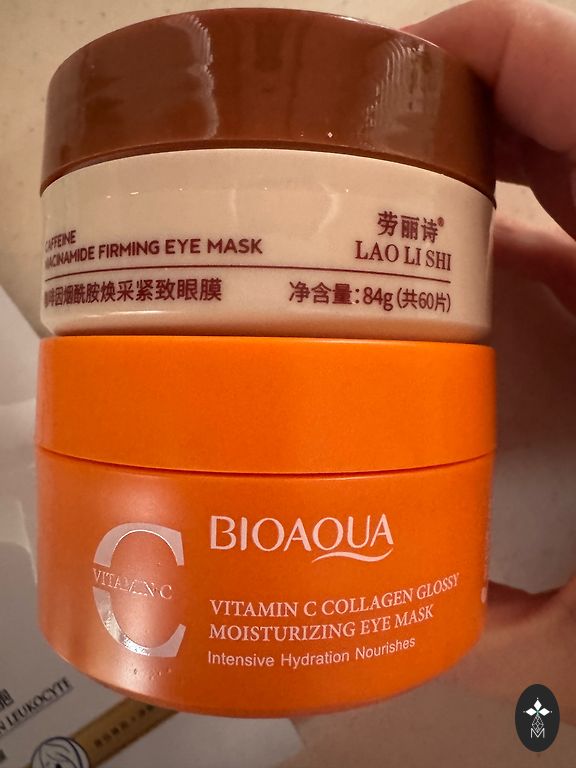 CAFFEINE
NIACINAMIDE FIRMING EYE MASK
咖啡因烟酰胺焕采紧致眼膜
劳丽诗®
LAO LI SHI
净含量：84g (共60片)
VITAMIN C
BIOAQUA
VITAMIN C COLLAGEN GLOSSY
MOISTURIZING EYE MASK
Intensive Hydration Nourishes
LEUKOCYTE
M